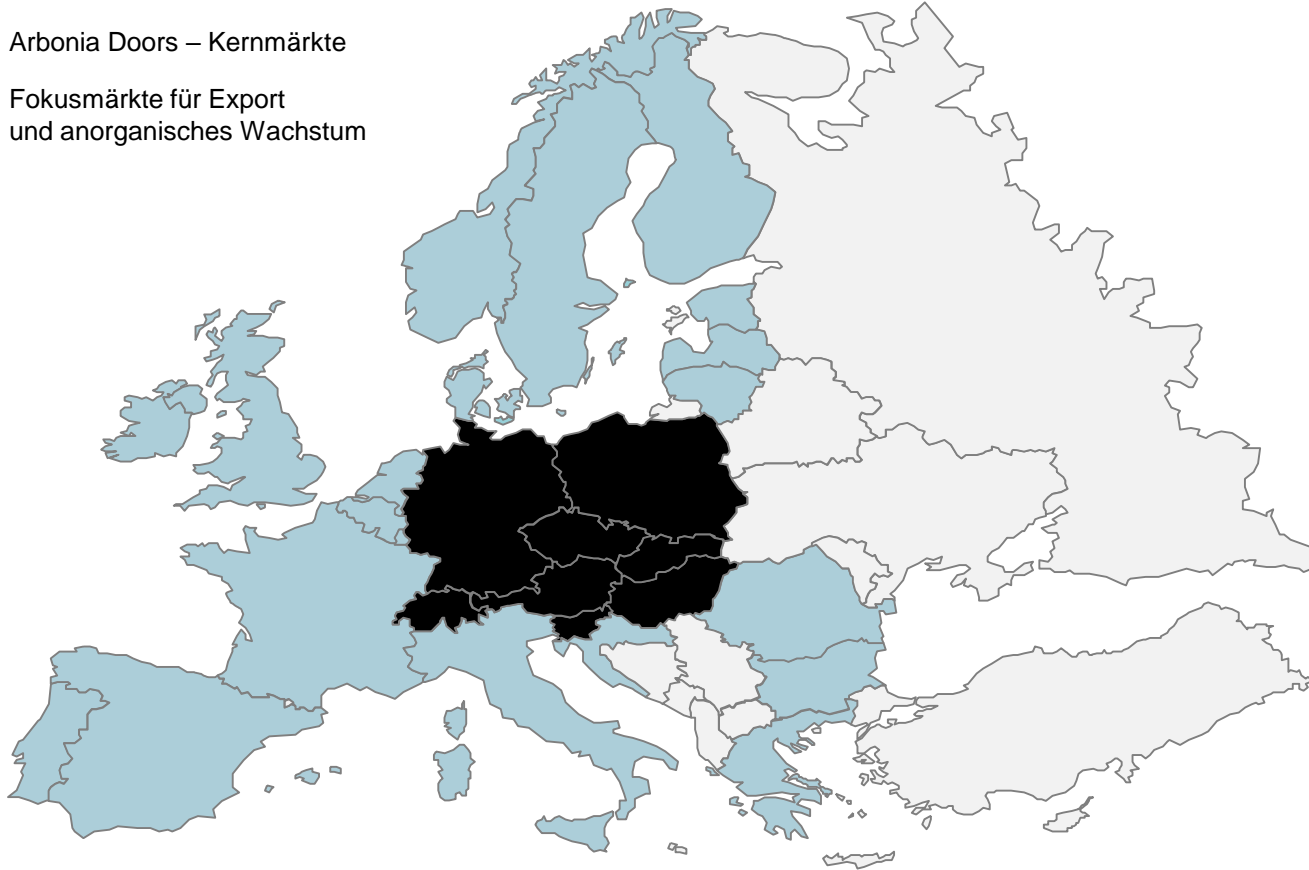 Arbonia Doors – Kernmärkte
Fokusmärkte für Export
und anorganisches Wachstum